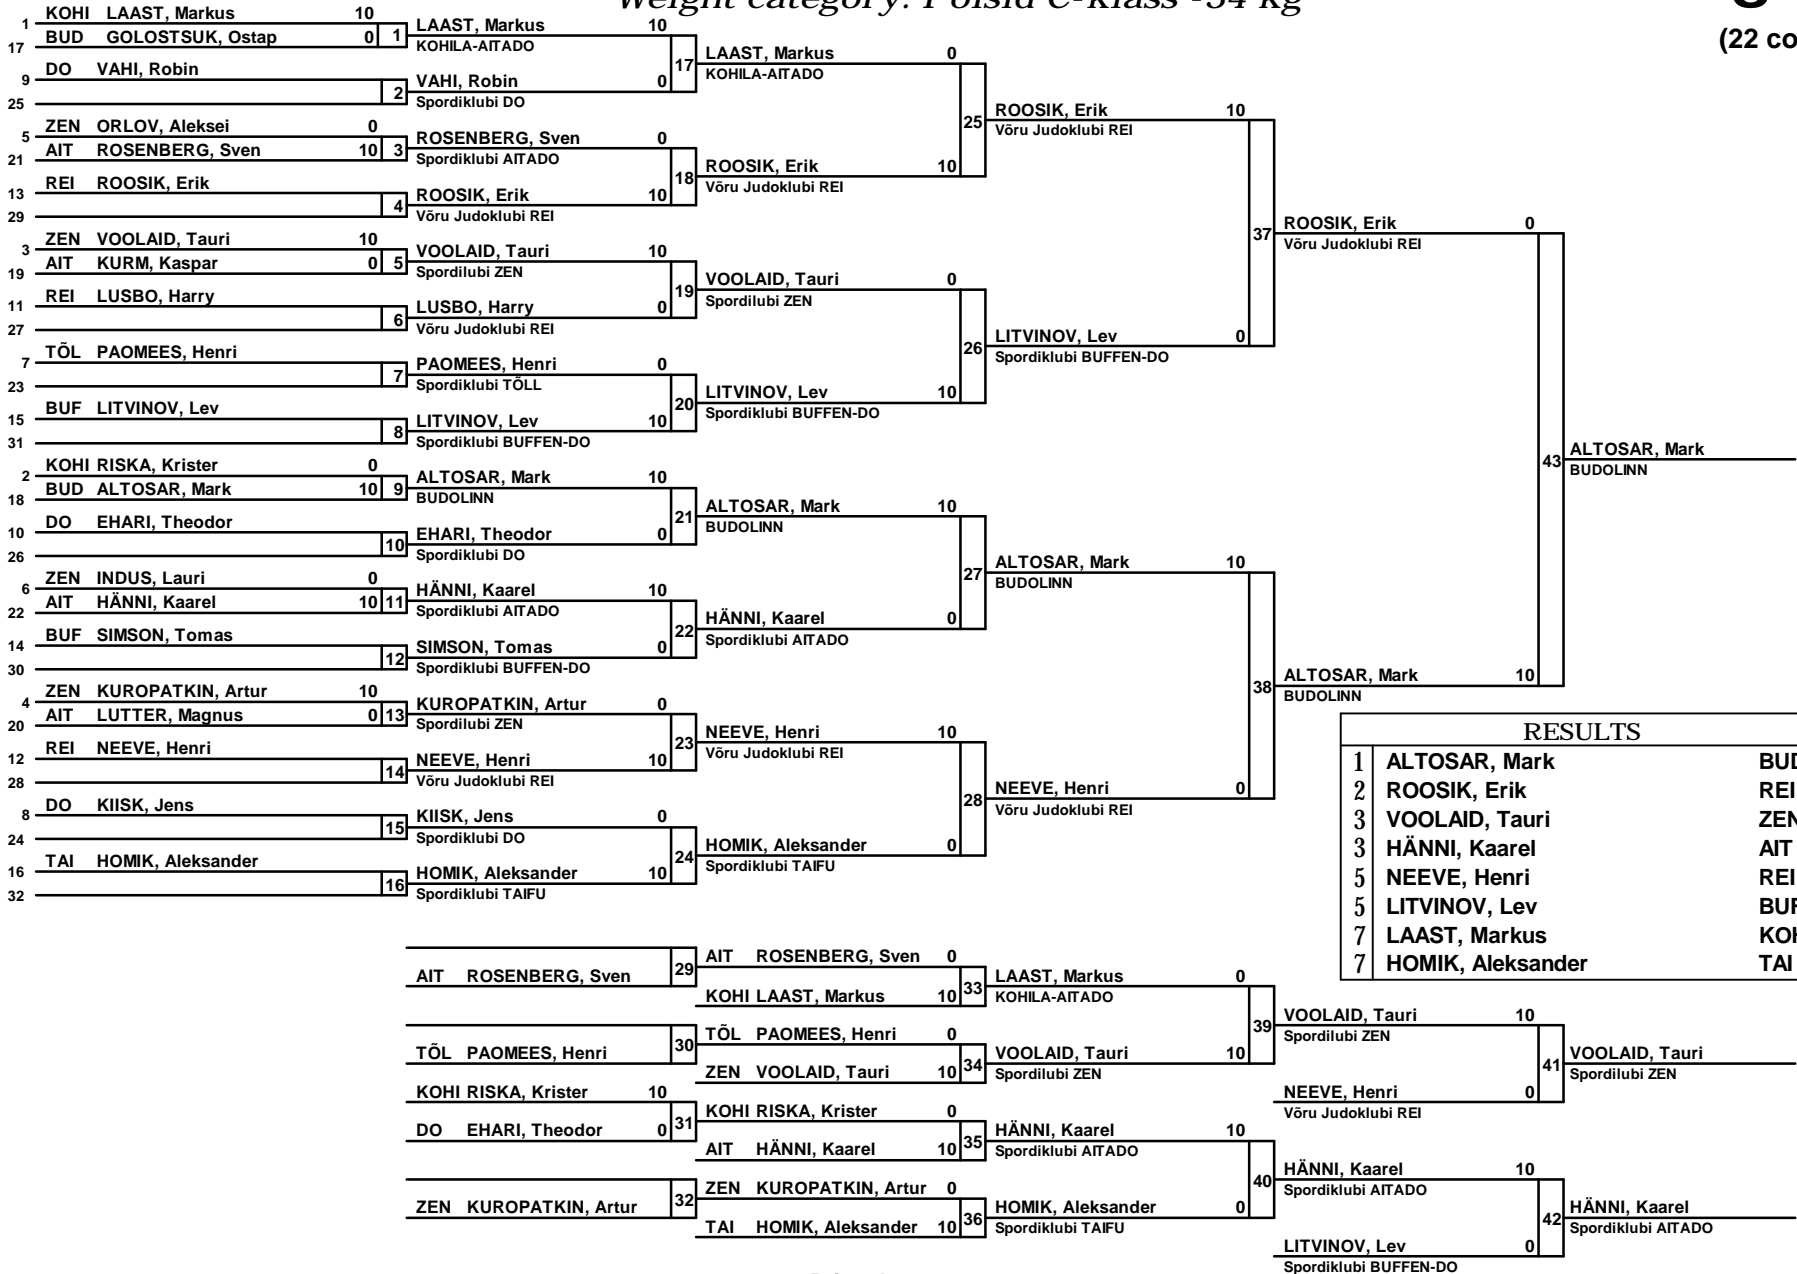 Weight category: Poisid C-Klass -34 kg
(22 co
1 KOHI LAAST, Markus 10
17 BUD GOLOSTSUK, Ostap 0 1
9 DO VAHI, Robin
25 2
5 ZEN ORLOV, Aleksei 0
21 AIT ROSENBERG, Sven 10 3
13 REI ROOSIK, Erik
29 4
3 ZEN VOOLAID, Tauri 10
19 AIT KURM, Kaspar 0 5
11 REI LUSBO, Harry
27 6
7 TÕL PAOMEES, Henri
23 7
15 BUF LITVINOV, Lev
31 8
2 KOHI RISKA, Krister 0
18 BUD ALTOSAR, Mark 10 9
10 DO EHARI, Theodor
26 10
6 ZEN INDUS, Lauri 0
22 AIT HÄNNI, Kaarel 10 11
14 BUF SIMSON, Tomas
30 12
4 ZEN KUROPATKIN, Artur 10
20 AIT LUTTER, Magnus 0 13
12 REI NEEVE, Henri
28 14
8 DO KIISK, Jens
24 15
16 TAI HOMIK, Aleksander
32 16
LAAST, Markus 10
KOHILA-AITADO
17
VAHI, Robin 0
Spordiklubi DO
ROSENBERG, Sven 0
Spordiklubi AITADO
18
ROOSIK, Erik 10
Võru Judoklubi REI
VOOLAID, Tauri 10
Spordilubi ZEN
19
LUSBO, Harry 0
Võru Judoklubi REI
PAOMEES, Henri 0
Spordiklubi TÕLL
20
LITVINOV, Lev 10
Spordiklubi BUFFEN-DO
ALTOSAR, Mark 10
BUDOLINN
21
EHARI, Theodor 0
Spordiklubi DO
HÄNNI, Kaarel 10
Spordiklubi AITADO
22
SIMSON, Tomas 0
Spordiklubi BUFFEN-DO
KUROPATKIN, Artur 0
Spordilubi ZEN
23
NEEVE, Henri 10
Võru Judoklubi REI
KIISK, Jens 0
Spordiklubi DO
24
HOMIK, Aleksander 10
Spordiklubi TAIFU
LAAST, Markus 0
KOHILA-AITADO
25
ROOSIK, Erik 10
Võru Judoklubi REI
VOOLAID, Tauri 0
Spordilubi ZEN
26
LITVINOV, Lev 10
Spordiklubi BUFFEN-DO
ALTOSAR, Mark 10
BUDOLINN
27
HÄNNI, Kaarel 0
Spordiklubi AITADO
NEEVE, Henri 10
Võru Judoklubi REI
28
HOMIK, Aleksander 0
Spordiklubi TAIFU
ROOSIK, Erik 10
Võru Judoklubi REI
37
LITVINOV, Lev 0
Spordiklubi BUFFEN-DO
ALTOSAR, Mark 10
BUDOLINN
38
NEEVE, Henri 0
Võru Judoklubi REI
ROOSIK, Erik 0
Võru Judoklubi REI
43
ALTOSAR, Mark 10
BUDOLINN
ALTOSAR, Mark
BUDOLINN
RESULTS
1 ALTOSAR, Mark BUD
2 ROOSIK, Erik REI
3 VOOLAID, Tauri ZEN
3 HÄNNI, Kaarel AIT
5 NEEVE, Henri REI
5 LITVINOV, Lev BUF
7 LAAST, Markus KOH
7 HOMIK, Aleksander TAI
AIT ROSENBERG, Sven 29
TÕL PAOMEES, Henri 30
KOHI RISKA, Krister 10
31
DO EHARI, Theodor 0
ZEN KUROPATKIN, Artur 32
AIT ROSENBERG, Sven 0
KOHI LAAST, Markus 10 33
TÕL PAOMEES, Henri 0
ZEN VOOLAID, Tauri 10 34
KOHI RISKA, Krister 0
AIT HÄNNI, Kaarel 10 35
ZEN KUROPATKIN, Artur 0
TAI HOMIK, Aleksander 10 36
LAAST, Markus 0
KOHILA-AITADO
39
VOOLAID, Tauri 10
Spordilubi ZEN
HÄNNI, Kaarel 10
Spordiklubi AITADO
40
HOMIK, Aleksander 0
Spordiklubi TAIFU
VOOLAID, Tauri 10
Spordilubi ZEN
41
NEEVE, Henri 0
Võru Judoklubi REI
HÄNNI, Kaarel 10
Spordiklubi AITADO
42
LITVINOV, Lev 0
Spordiklubi BUFFEN-DO
VOOLAID, Tauri
Spordilubi ZEN
HÄNNI, Kaarel
Spordiklubi AITADO